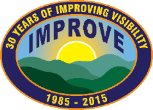 30 YEARS OF IMPROVING VISIBILITY
IMPROVE
1985 - 2015